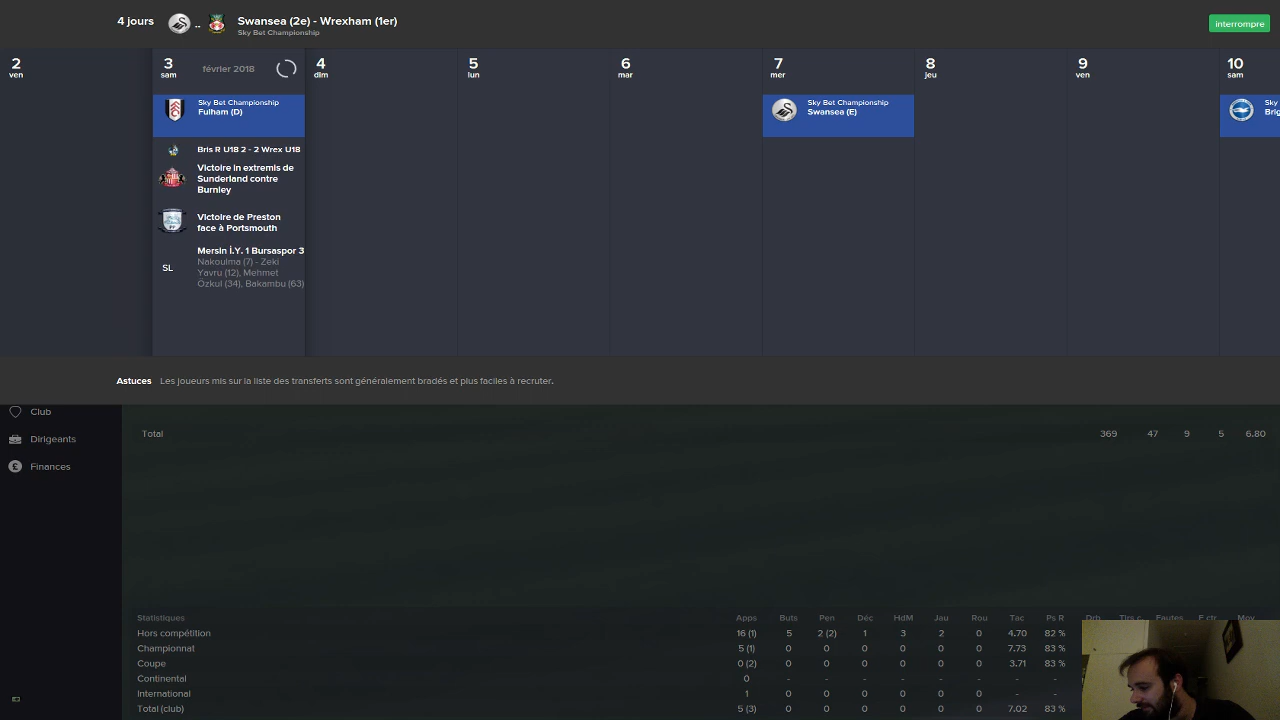 4 jours
..
Swansea (2e) - Wrexham (1er)
Sky Bet Championship
interrompre
2
ven
3
sam
février 2018
4
dim
5
lun
6
mar
7
mer
8
jeu
9
ven
10
sam
Sky Bet Championship
Fulham (D)
Bris R U18 2 - 2 Wrex U18
Victoire in extremis de
Sunderland contre
Burnley
Victoire de Preston
face à Portsmouth
SL
Mersin İ.Y. 1 Bursaspor 3
Nakoulma (7) - Zeki
Yavru (12), Mehmet
Özkul (34), Bakambu (63)
Sky Bet Championship
Swansea (E)
Sky
Brig
Astuces Les joueurs mis sur la liste des transferts sont généralement bradés et plus faciles à recruter.
Club
Dirigeants
Finances
Total 369 47 9 5 6.80
Statistiques Apps Buts Pen Déc HdM Jau Rou Tac Ps R Drb Tirs c. Fautes F ctr Moy
Hors compétition 16 (1) 5 2 (2) 1 3 2 0 4.70 82 %
Championnat 5 (1) 0 0 0 0 0 0 7.73 83 %
Coupe 0 (2) 0 0 0 0 0 0 3.71 83 %
Continental 0 - - - - - - - -
International 1 0 0 0 0 0 0 - -
Total (club) 5 (3) 0 0 0 0 0 0 7.02 83 %